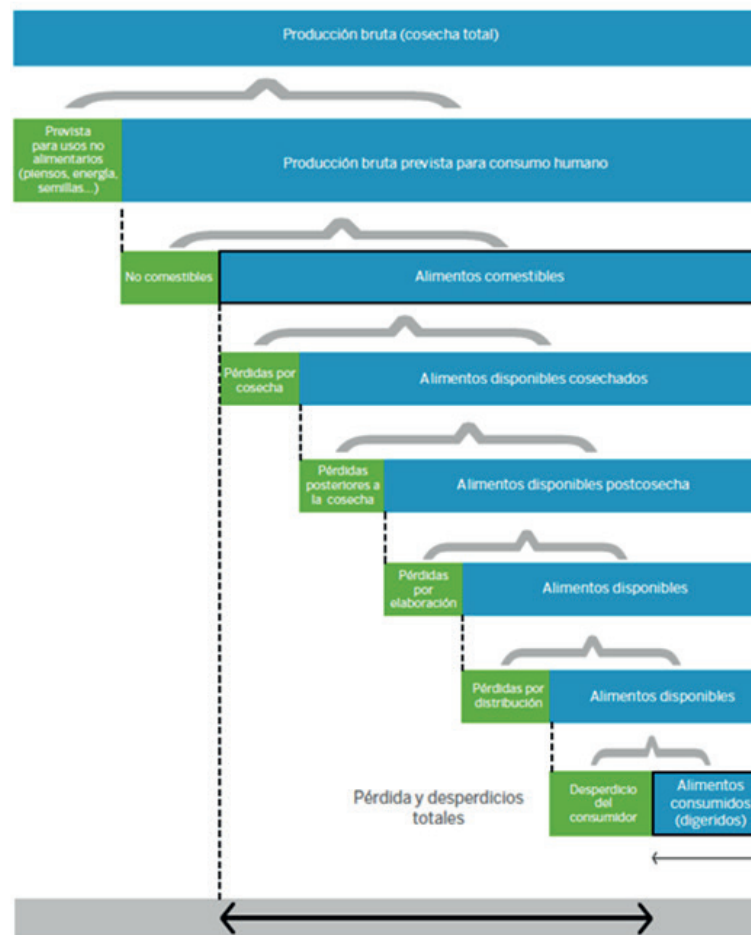 Producción bruta (cosecha total)
Prevista
para usos no
alimentarios
(piensos, energía,
semillas...)
Producción bruta prevista para consumo humano
No comestibles
Alimentos comestibles
Pérdidas por
cosecha
Alimentos disponibles cosechados
Pérdidas
posteriores a
la cosecha
Alimentos disponibles postcosecha
Pérdidas
por
elaboración
Alimentos disponibles
Pérdidas por
distribución
Alimentos disponibles
Pérdida y desperdicios
totales
Desperdicio
del
consumidor
Alimentos
consumidos
(digeridos)